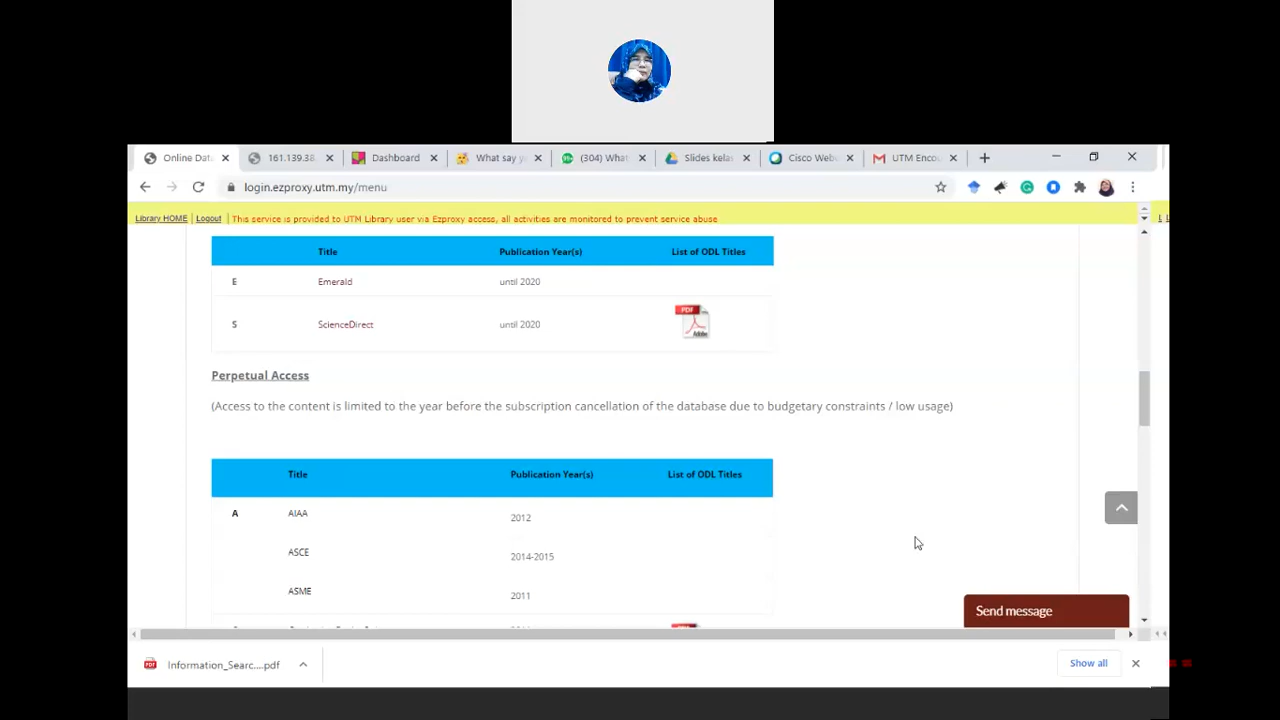 Online Dat
161.139.38.
Dashboard
What say y
(304) What
Slides kela
Cisco Web
UTM Enco
login.ezproxy.utm.my/menu
Library HOME | Logout | This service is provided to UTM Library user via Ezproxy access, all activities are monitored to prevent service abuse
Title Publication Year(s) List of ODL Titles
E Emerald until 2020
S ScienceDirect until 2020
PDF
Adobe
Perpetual Access
(Access to the content is limited to the year before the subscription cancellation of the database due to budgetary constraints / low usage)
Title Publication Year(s) List of ODL Titles
A AIAA 2012
ASCE 2014-2015
ASME 2011
Send message
Information_Searc....pdf
Show all